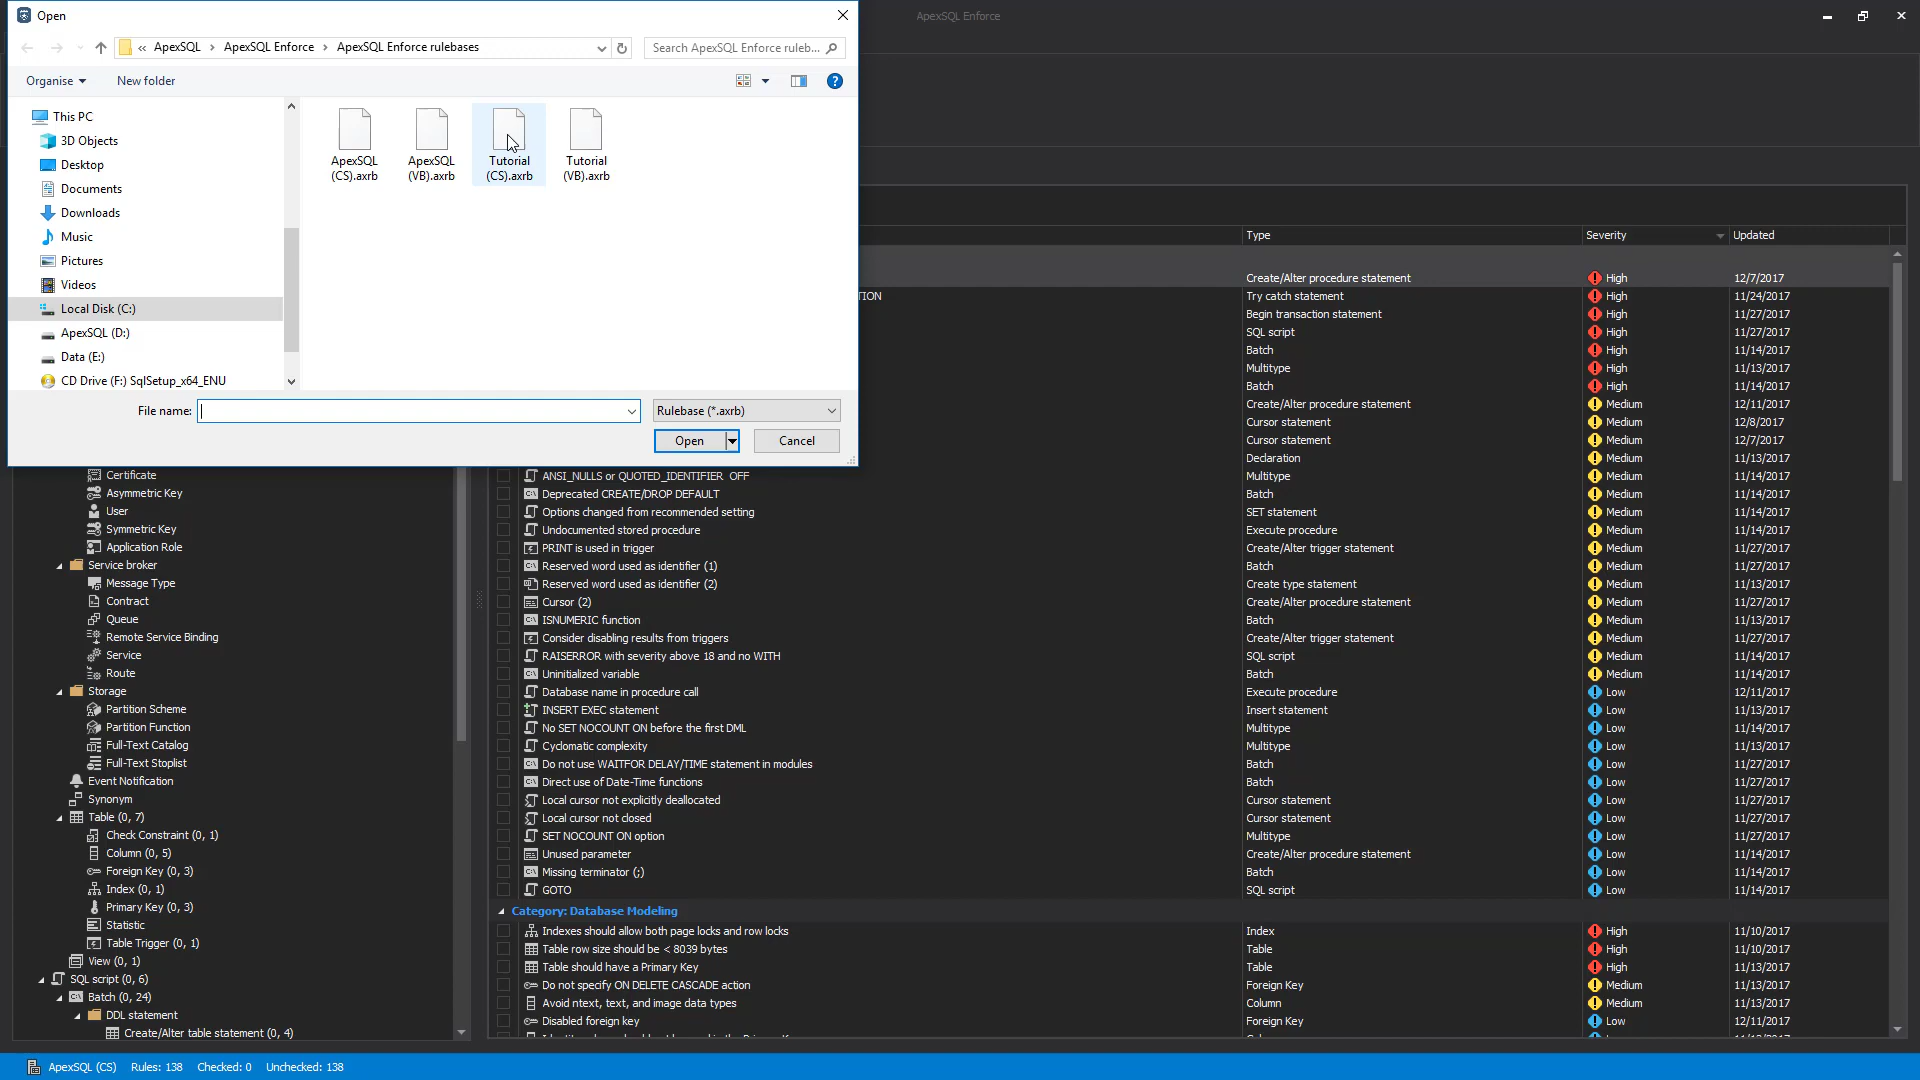 Open
ApexSQL Enforce
« ApexSQL > ApexSQL Enforce > ApexSQL Enforce rulebases
Search ApexSQL Enforce ruleb...
Organise
New folder
This PC
3D Objects
Desktop
Documents
Downloads
Music
Pictures
Videos
Local Disk (C:)
ApexSQL (D:)
Data (E:)
CD Drive (F:) SqlSetup_x64_ENU
ApexSQL
(CS).axrb
ApexSQL
(VB).axrb
Tutorial
(CS).axrb
Tutorial
(VB).axrb
File name:
Rulebase (*.axrb)
Open
Cancel
Type Severity Updated
Create/Alter procedure statement High 12/7/2017
TION Try catch statement High 11/24/2017
Begin transaction statement High 11/27/2017
SQL script High 11/27/2017
Batch High 11/14/2017
Multitype High 11/13/2017
Batch High 11/14/2017
Create/Alter procedure statement Medium 12/11/2017
Cursor statement Medium 12/8/2017
Cursor statement Medium 12/7/2017
Declaration Medium 11/13/2017
ANSI_NULLS or QUOTED_IDENTIFIER OFF Multitype Medium 11/14/2017
Deprecated CREATE/DROP DEFAULT Batch Medium 11/14/2017
Options changed from recommended setting SET statement Medium 11/14/2017
Undocumented stored procedure Execute procedure Medium 11/14/2017
PRINT is used in trigger Create/Alter trigger statement Medium 11/27/2017
Reserved word used as identifier (1) Batch Medium 11/27/2017
Reserved word used as identifier (2) Create type statement Medium 11/13/2017
Cursor (2) Create/Alter procedure statement Medium 11/27/2017
ISNUMERIC function Batch Medium 11/13/2017
Consider disabling results from triggers Create/Alter trigger statement Medium 11/27/2017
RAISERROR with severity above 18 and no WITH SQL script Medium 11/14/2017
Uninitialized variable Batch Medium 11/14/2017
Database name in procedure call Execute procedure Low 12/11/2017
INSERT EXEC statement Insert statement Low 11/13/2017
No SET NOCOUNT ON before the first DML Multitype Low 11/27/2017
Cyclomatic complexity Multitype Low 11/13/2017
Do not use WAITFOR DELAY/TIME statement in modules Batch Low 11/27/2017
Direct use of Date-Time functions Batch Low 11/27/2017
Local cursor not explicitly deallocated Cursor statement Low 11/27/2017
Local cursor not closed Cursor statement Low 11/27/2017
SET NOCOUNT ON option Multitype Low 11/27/2017
Unused parameter Create/Alter procedure statement Low 11/14/2017
Missing terminator (;) Batch Low 11/14/2017
GOTO SQL script Low 11/14/2017
Category: Database Modeling
Indexes should allow both page locks and row locks Index High 11/10/2017
Table row size should be < 8039 bytes Table High 11/10/2017
Table should have a Primary Key Table High 11/13/2017
Do not specify ON DELETE CASCADE action Foreign Key Medium 11/13/2017
Avoid ntext, text, and image data types Column Medium 11/13/2017
Disabled foreign key Foreign Key Low 12/11/2017
Certificate
Asymmetric Key
User
Symmetric Key
Application Role
Service broker
Message Type
Contract
Queue
Remote Service Binding
Service
Route
Storage
Partition Scheme
Partition Function
Full-Text Catalog
Full-Text Stoplist
Event Notification
Synonym
Table (0, 7)
Check Constraint (0, 1)
Column (0, 5)
Foreign Key (0, 3)
Index (0, 1)
Primary Key (0, 3)
Statistic
Table Trigger (0, 1)
View (0, 1)
SQL script (0, 6)
Batch (0, 24)
DDL statement
Create/Alter table statement (0, 4)
ApexSQL (CS) Rules: 138 Checked: 0 Unchecked: 138